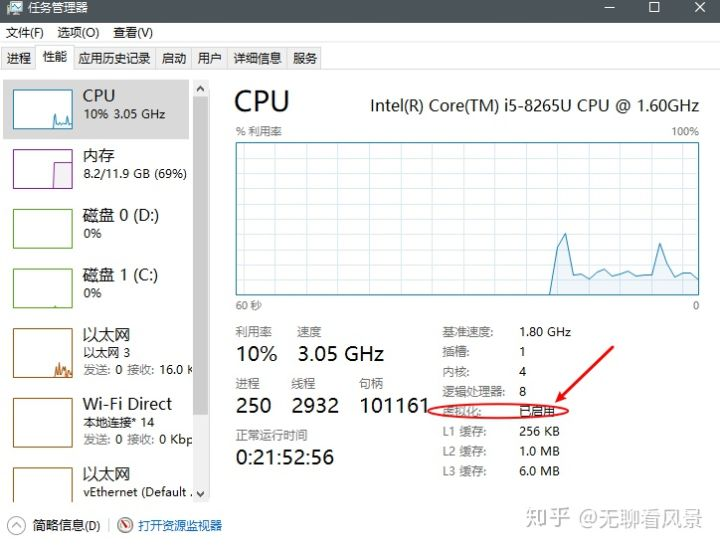 任务管理器
文件(F) 选项(O) 查看(V)
进程 性能 应用历史记录 启动 用户 详细信息 服务
CPU
10% 3.05 GHz
内存
8.2/11.9 GB (69%)
磁盘 0 (D:)
0%
磁盘 1 (C:)
0%
以太网
以太网 3
发送: 0 接收: 16.0 K
Wi-Fi Direct
本地连接* 14
发送: 0 接收: 0 Kbp
以太网
vEthernet (Default
CPU
Intel(R) Core(TM) i5-8265U CPU @ 1.60GHz
% 利用率 100%
60 秒 0
利用率 速度
10% 3.05 GHz
进程 线程 句柄
250 2932 101161
正常运行时间
0:21:52:56
基准速度: 1.80 GHz
插槽: 1
内核: 4
逻辑处理器: 8
虚拟化: 已启用
L1 缓存: 256 KB
L2 缓存: 1.0 MB
L3 缓存: 6.0 MB
简略信息(D) 打开资源监视器
知乎 @无聊看风景